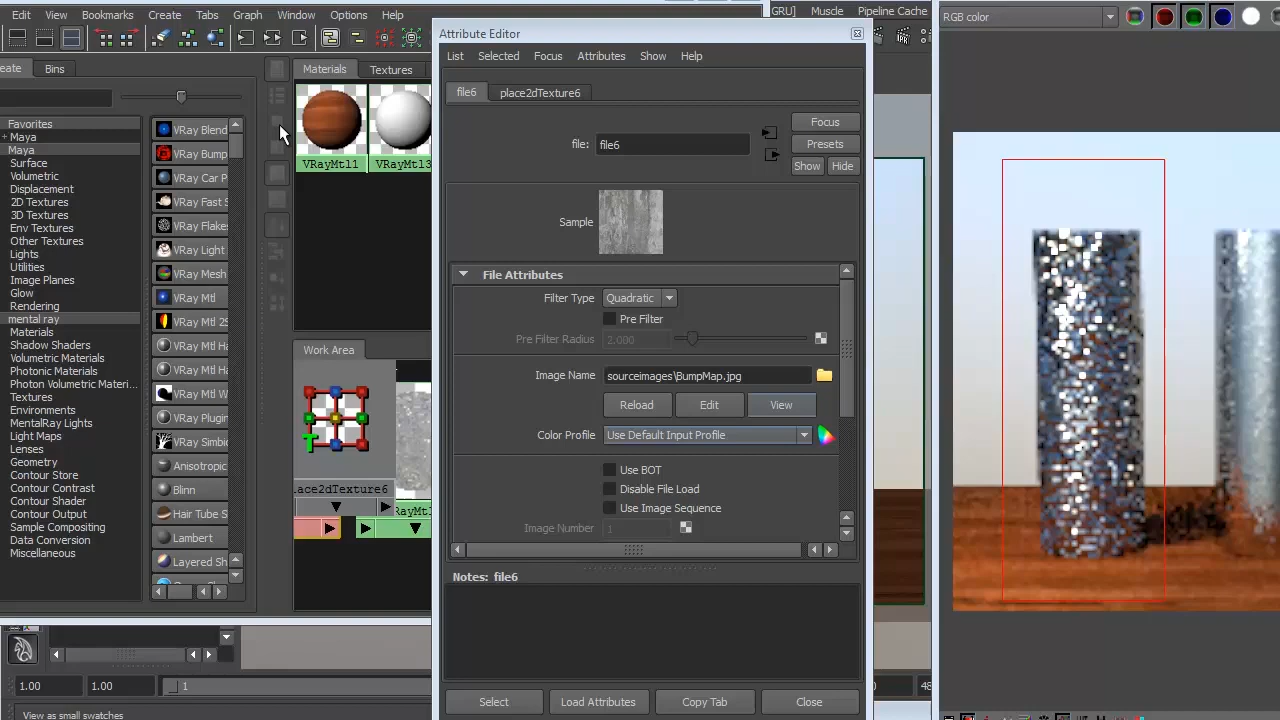 Edit View Bookmarks Create Tabs Graph Window Options Help
eate Bins
Favorites
Maya
Maya
Surface
Volumetric
Displacement
2D Textures
3D Textures
Env Textures
Other Textures
Lights
Utilities
Image Planes
Glow
Rendering
mental ray
Materials
Shadow Shaders
Volumetric Materials
Photonic Materials
Photon Volumetric Materi...
Textures
Environments
MentalRay Lights
Light Maps
Lenses
Geometry
Contour Store
Contour Contrast
Contour Shader
Contour Output
Sample Compositing
Data Conversion
Miscellaneous
VRay Blend
VRay Bump
VRay Car P
VRay Fast S
VRay Flakes
VRay Light
VRay Mesh
VRay Mtl
VRay Mtl 2S
VRay Mtl Ha
VRay Mtl Ha
VRay Mtl W
VRay Plugin
VRay Simbio
Anisotropic
Blinn
Hair Tube S
Lambert
Layered Sh
Materials Textures
VRayMtl1 VRayMtl3
Work Area
lace2dTexture6
RayMtl
Attribute Editor
List Selected Focus Attributes Show Help
file6 place2dTexture6
file: file6
Focus
Presets
Show Hide
Sample
File Attributes
Filter Type Quadratic
Pre Filter
Pre Filter Radius 2.000
Image Name sourceimages\BumpMap.jpg
Reload Edit View
Color Profile Use Default Input Profile
Use BOT
Disable File Load
Use Image Sequence
Image Number 1
Notes: file6
Select Load Attributes Copy Tab Close
[GRU] Muscle Pipeline Cache
RGB color
1.00 1.00 1
48
View as small swatches